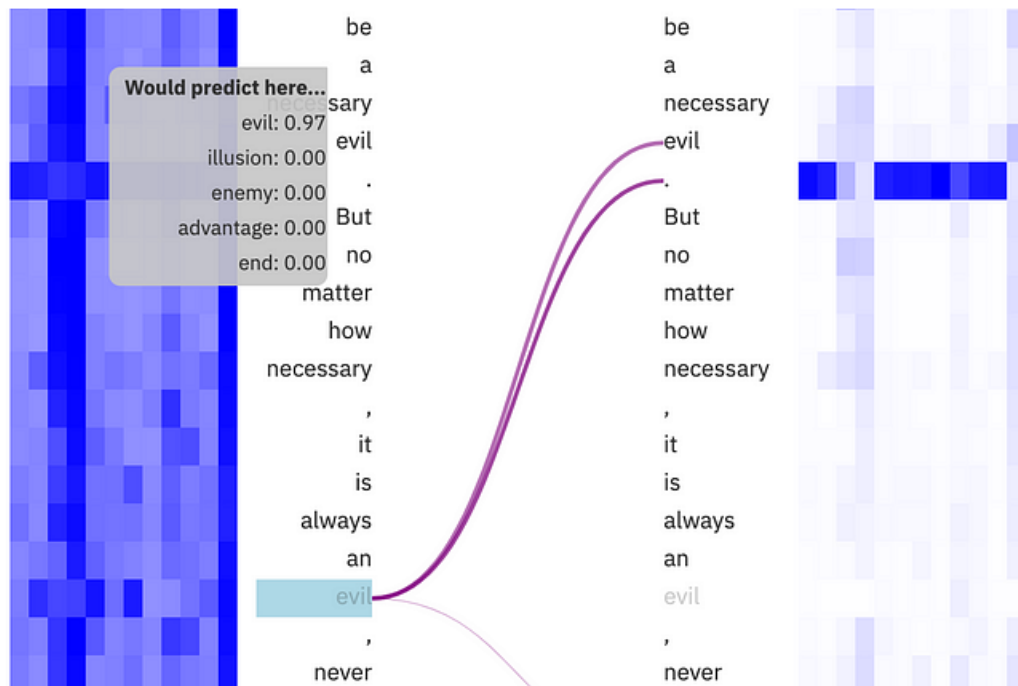 be
a
necessary
evil
.
But
no
matter
how
necessary
,
it
is
always
an
evil
,
never
Would predict here...
evil: 0.97
illusion: 0.00
enemy: 0.00
advantage: 0.00
end: 0.00
be
a
necessary
evil
.
But
no
matter
how
necessary
,
it
is
always
an
evil
,
never